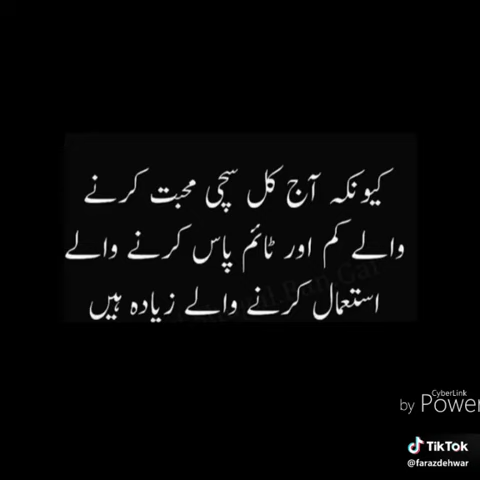 کیونکہ آج کل سچی محبت کرنے
والے کم اور ٹائم پاس کرنے والے
استعمال کرنے والے زیادہ ہیں
CyberLink
by Power
TikTok
@farazdehwar